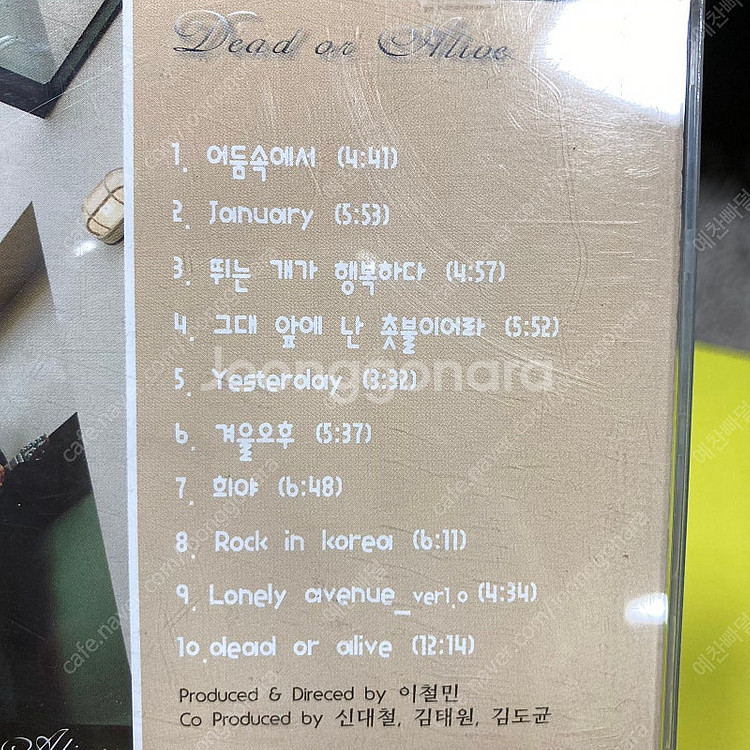 Dead or Alive
1. 어둠속에서 (4:41)
2. January (5:53)
3. 뛰는 개가 행복하다 (4:57)
4. 그대 앞에 난 촛불이어라 (5:52)
5. Yesterday (3:32)
Joonggonara
6. 겨울오후 (5:37)
7. 희야 (6:48)
8. Rock in korea (6:11)
9. Lonely avenue_ver1.0 (4:34)
10.dead or alive (12:14)
Produced & Direced by 이철민
Co Produced by 신대철, 김태원, 김도균